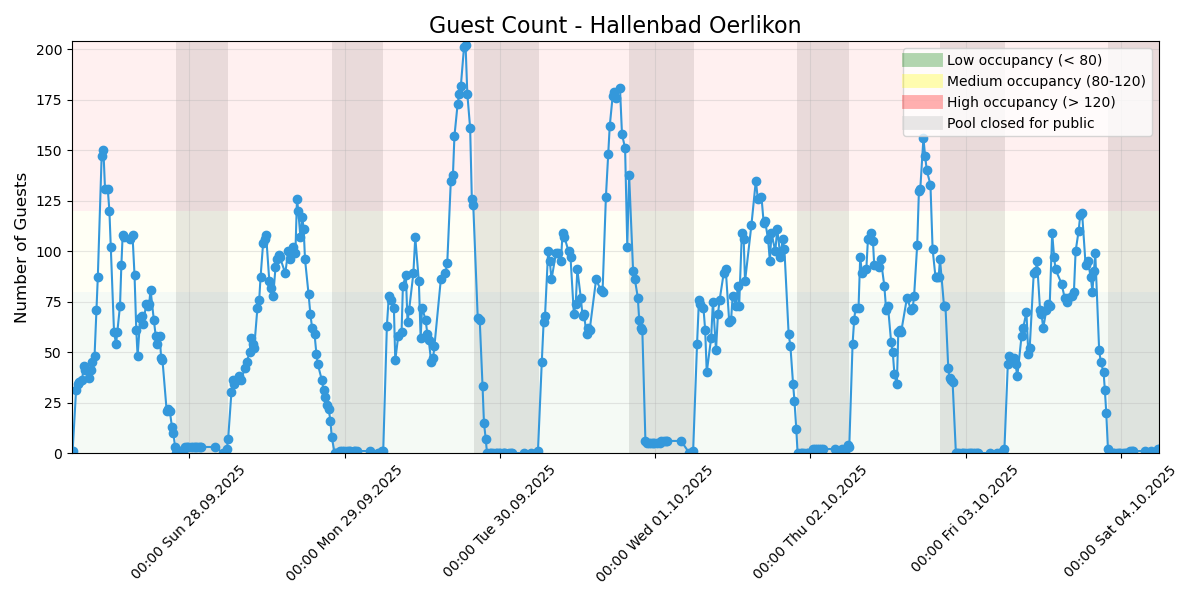 Guest Count - Hallenbad Oerlikon
Number of Guests
200
175
150
125
100
75
50
25
0
Low occupancy (< 80)
Medium occupancy (80-120)
High occupancy (> 120)
Pool closed for public
00:00 Sun 28.09.2025
00:00 Mon 29.09.2025
00:00 Tue 30.09.2025
00:00 Wed 01.10.2025
00:00 Thu 02.10.2025
00:00 Fri 03.10.2025
00:00 Sat 04.10.2025